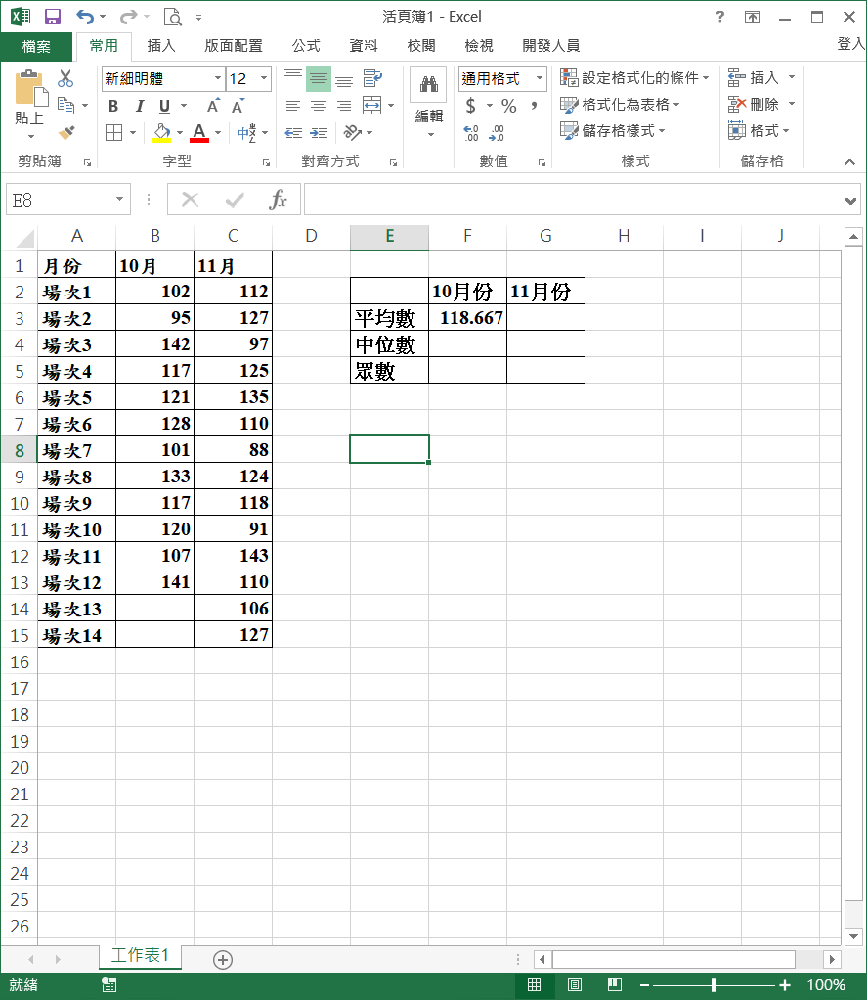 活頁簿1 - Excel
?
檔案 常用 插入 版面配置 公式 資料 校閱 檢視 開發人員 登入
貼上
新細明體 12
B I U A A
A 中
編輯
通用格式
$ % ,
.0 .00
.00 .0
設定格式化的條件
格式化為表格
儲存格樣式
插入
刪除
格式
剪貼簿 字型 對齊方式 數值 樣式 儲存格
E8 fx
A B C D E F G H I J
1 月份 10月 11月
2 場次1 102 112 10月份 11月份
3 場次2 95 127 平均數 118.667
4 場次3 142 97 中位數
5 場次4 117 125 眾數
6 場次5 121 135
7 場次6 128 110
8 場次7 101 88
9 場次8 133 124
10 場次9 117 118
11 場次10 120 91
12 場次11 107 143
13 場次12 141 110
14 場次13 106
15 場次14 127
16
17
18
19
20
21
22
23
24
25
26
工作表1
就緒 100%